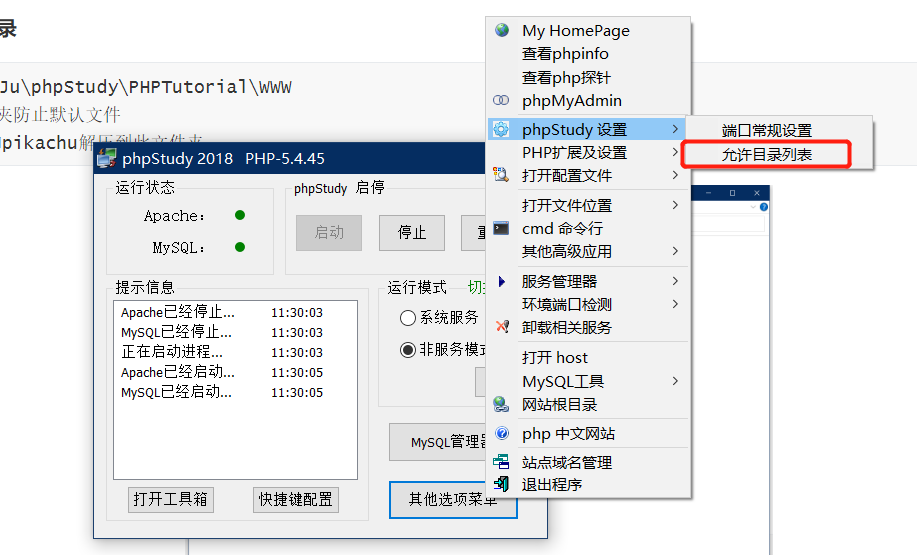 录
Ju\phpStudy\PHPTutorial\WWW
夹防止默认文件
pikachu解压到此文件夹
phpStudy 2018 PHP-5.4.45
运行状态
Apache:
MySQL:
phpStudy 启停
启动
停止
重
提示信息
Apache已经停止... 11:30:03
MySQL已经停止... 11:30:03
正在启动进程... 11:30:03
Apache已经启动... 11:30:05
MySQL已经启动... 11:30:05
打开工具箱
快捷键配置
运行模式 切换
系统服务
非服务模式
MySQL管理器
其他选项菜单
My HomePage
查看phpinfo
查看php探针
phpMyAdmin
phpStudy 设置
PHP扩展及设置
打开配置文件
打开文件位置
cmd 命令行
其他高级应用
服务管理器
环境端口检测
卸载相关服务
打开 host
MySQL工具
网站根目录
php 中文网站
站点域名管理
退出程序
端口常规设置
允许目录列表